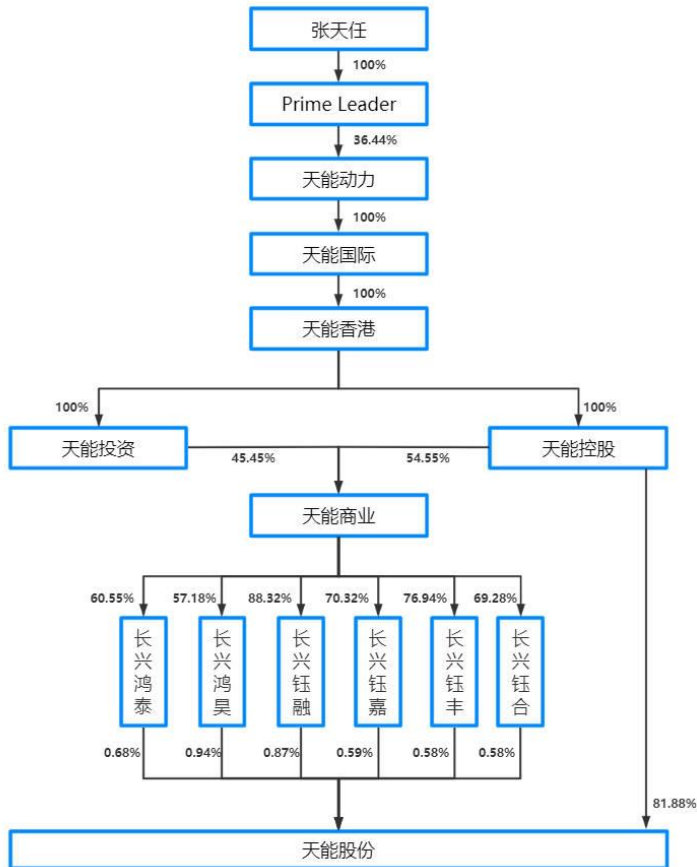 张天任
100%
Prime Leader
36.44%
天能动力
100%
天能国际
100%
天能香港
100%
100%
天能投资
天能控股
45.45%
54.55%
天能商业
60.55%
57.18%
88.32%
70.32%
76.94%
69.28%
长兴鸿泰
长兴鸿昊
长兴钰融
长兴钰嘉
长兴钰丰
长兴钰合
0.68%
0.94%
0.87%
0.59%
0.58%
0.58%
81.88%
天能股份